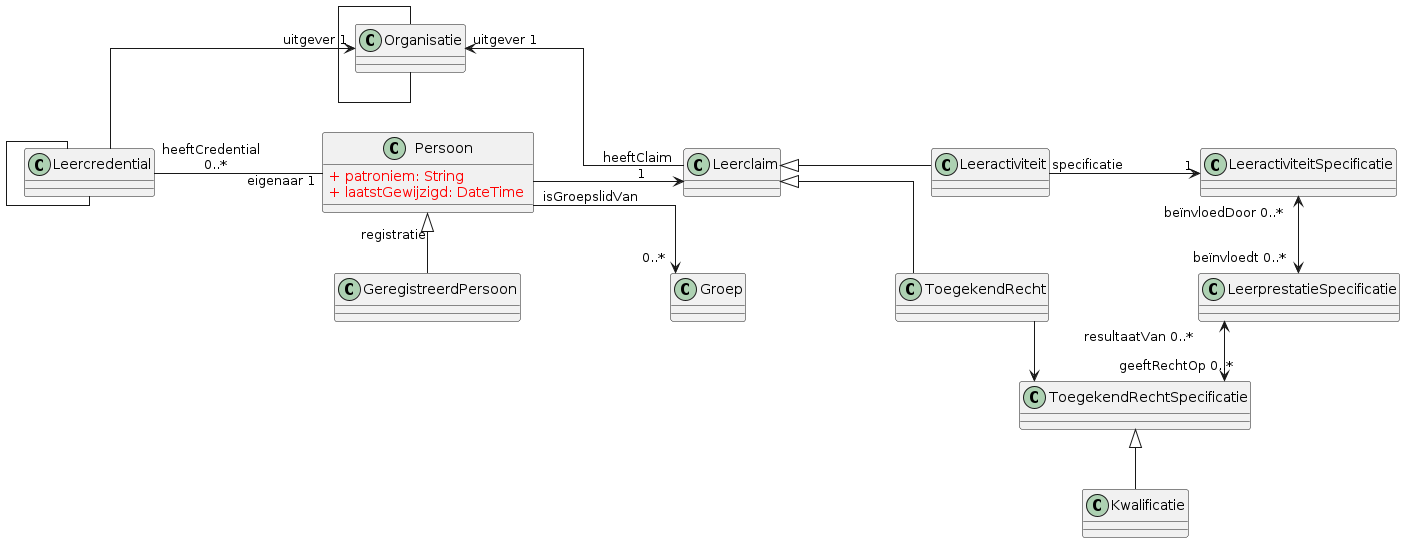 uitgever 1
C Organisatie
uitgever 1
C Leercredential
heeftCredential
0..*
eigenaar 1
C Persoon
+ patroniem: String
+ laatstGewijzigd: DateTime
heeftClaim
1
C Leerclaim
C Leeractiviteit
specificatie
1
C LeeractiviteitSpecificatie
isGroepslidVan
0..*
registratie
beïnvloedDoor 0..*
beïnvloedt 0..*
C GeregistreerdPersoon
C Groep
C ToegekendRecht
C LeerprestatieSpecificatie
resultaatVan 0..*
geeftRechtOp 0..*
C ToegekendRechtSpecificatie
C Kwalificatie